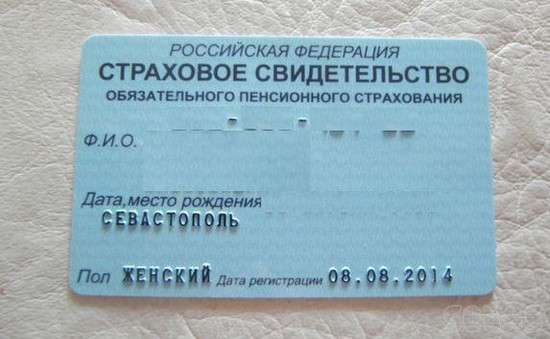 РОССИЙСКАЯ ФЕДЕРАЦИЯ
СТРАХОВОЕ СВИДЕТЕЛЬСТВО
ОБЯЗАТЕЛЬНОГО ПЕНСИОННОГО СТРАХОВАНИЯ
Ф.И.О.
Дата,место рождения
СЕВАСТОПОЛЬ
Пол ЖЕНСКИЙ Дата регистрации 08.08.2014